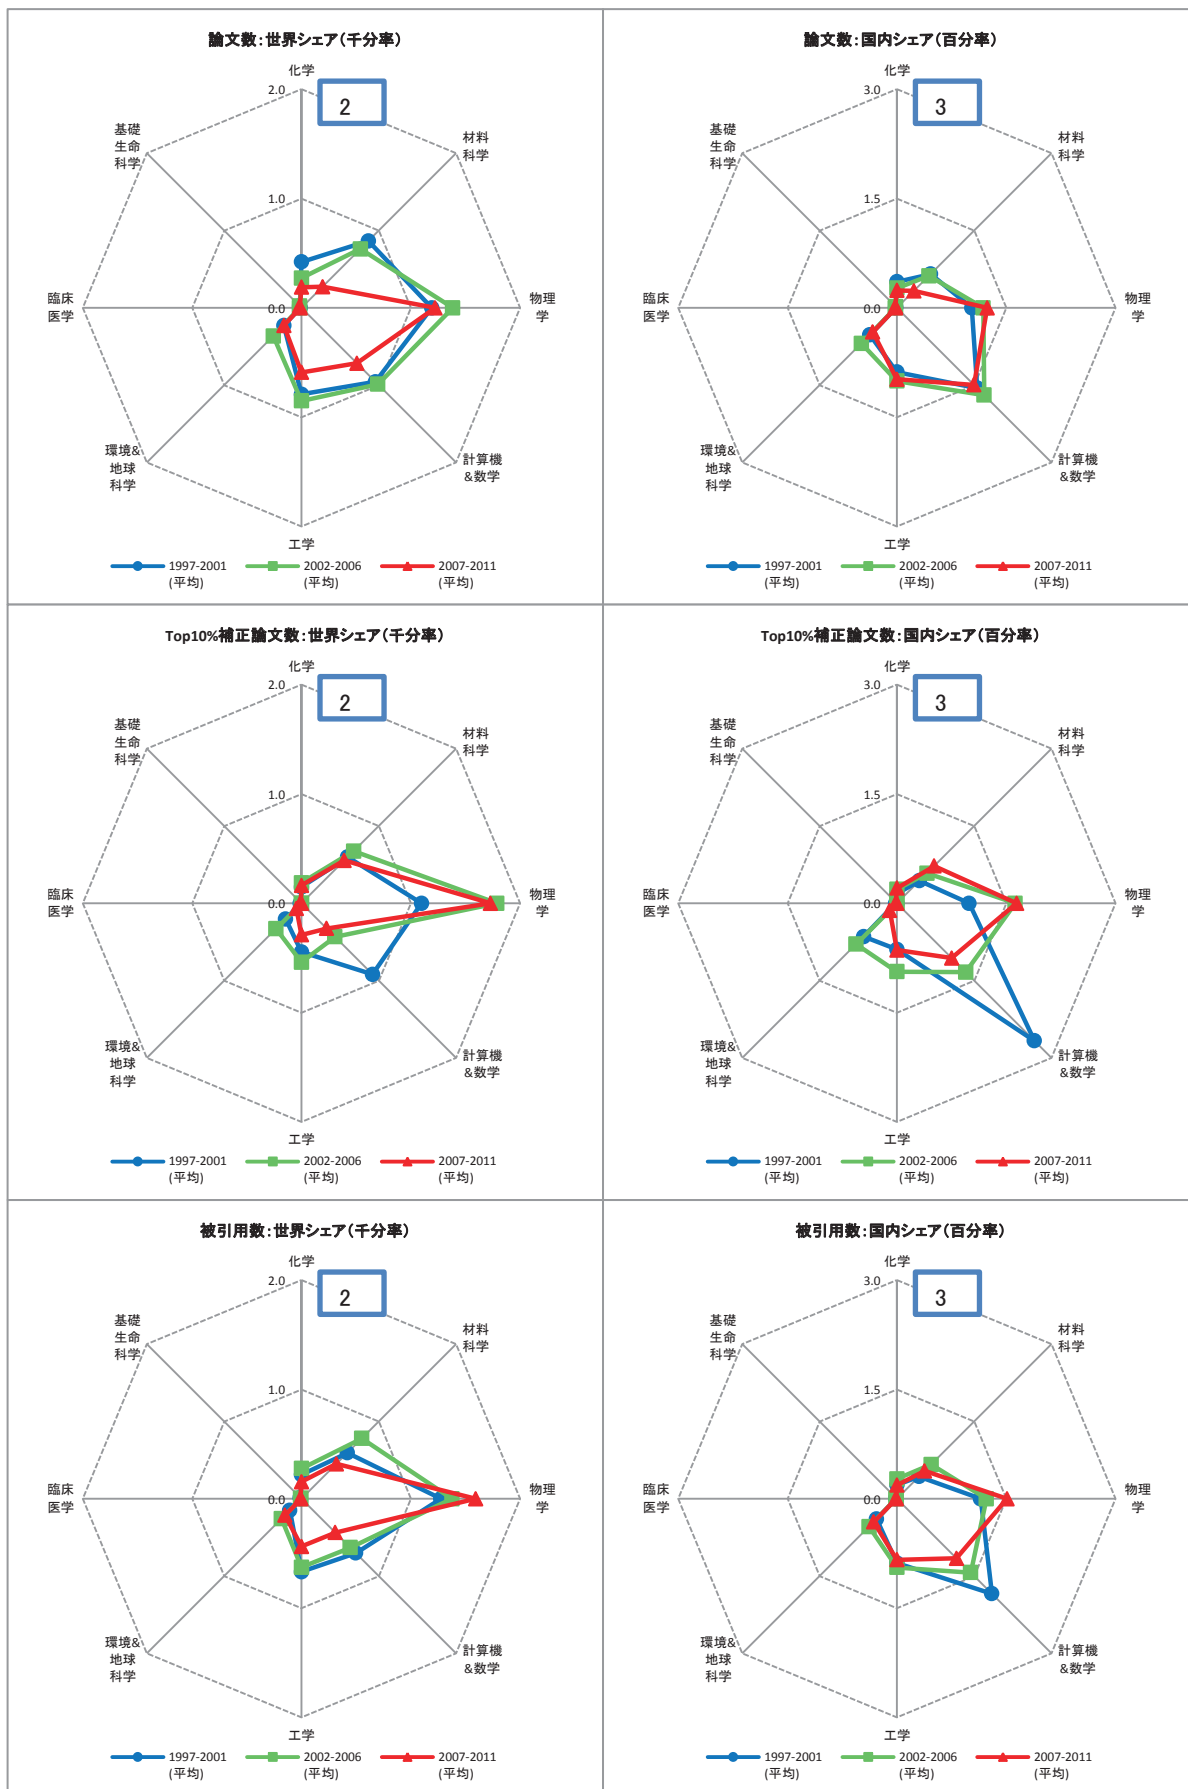 論文数：世界シェア（千分率）
化学
2.0
2
基礎
生命
科学
材料
科学
1.0
臨床
医学
0.0
物理
学
環境&
地球
科学
計算機
&数学
工学
1997-2001
(平均)
2002-2006
(平均)
2007-2011
(平均)
論文数：国内シェア（百分率）
化学
3.0
3
基礎
生命
科学
材料
科学
1.5
臨床
医学
0.0
物理
学
環境&
地球
科学
計算機
&数学
工学
1997-2001
(平均)
2002-2006
(平均)
2007-2011
(平均)
Top10%補正論文数：世界シェア（千分率）
化学
2.0
2
基礎
生命
科学
材料
科学
1.0
臨床
医学
0.0
物理
学
環境&
地球
科学
計算機
&数学
工学
1997-2001
(平均)
2002-2006
(平均)
2007-2011
(平均)
Top10%補正論文数：国内シェア（百分率）
化学
3.0
3
基礎
生命
科学
材料
科学
1.5
臨床
医学
0.0
物理
学
環境&
地球
科学
計算機
&数学
工学
1997-2001
(平均)
2002-2006
(平均)
2007-2011
(平均)
被引用数：世界シェア（千分率）
化学
2.0
2
基礎
生命
科学
材料
科学
1.0
臨床
医学
0.0
物理
学
環境&
地球
科学
計算機
&数学
工学
1997-2001
(平均)
2002-2006
(平均)
2007-2011
(平均)
被引用数：国内シェア（百分率）
化学
3.0
3
基礎
生命
科学
材料
科学
1.5
臨床
医学
0.0
物理
学
環境&
地球
科学
計算機
&数学
工学
1997-2001
(平均)
2002-2006
(平均)
2007-2011
(平均)